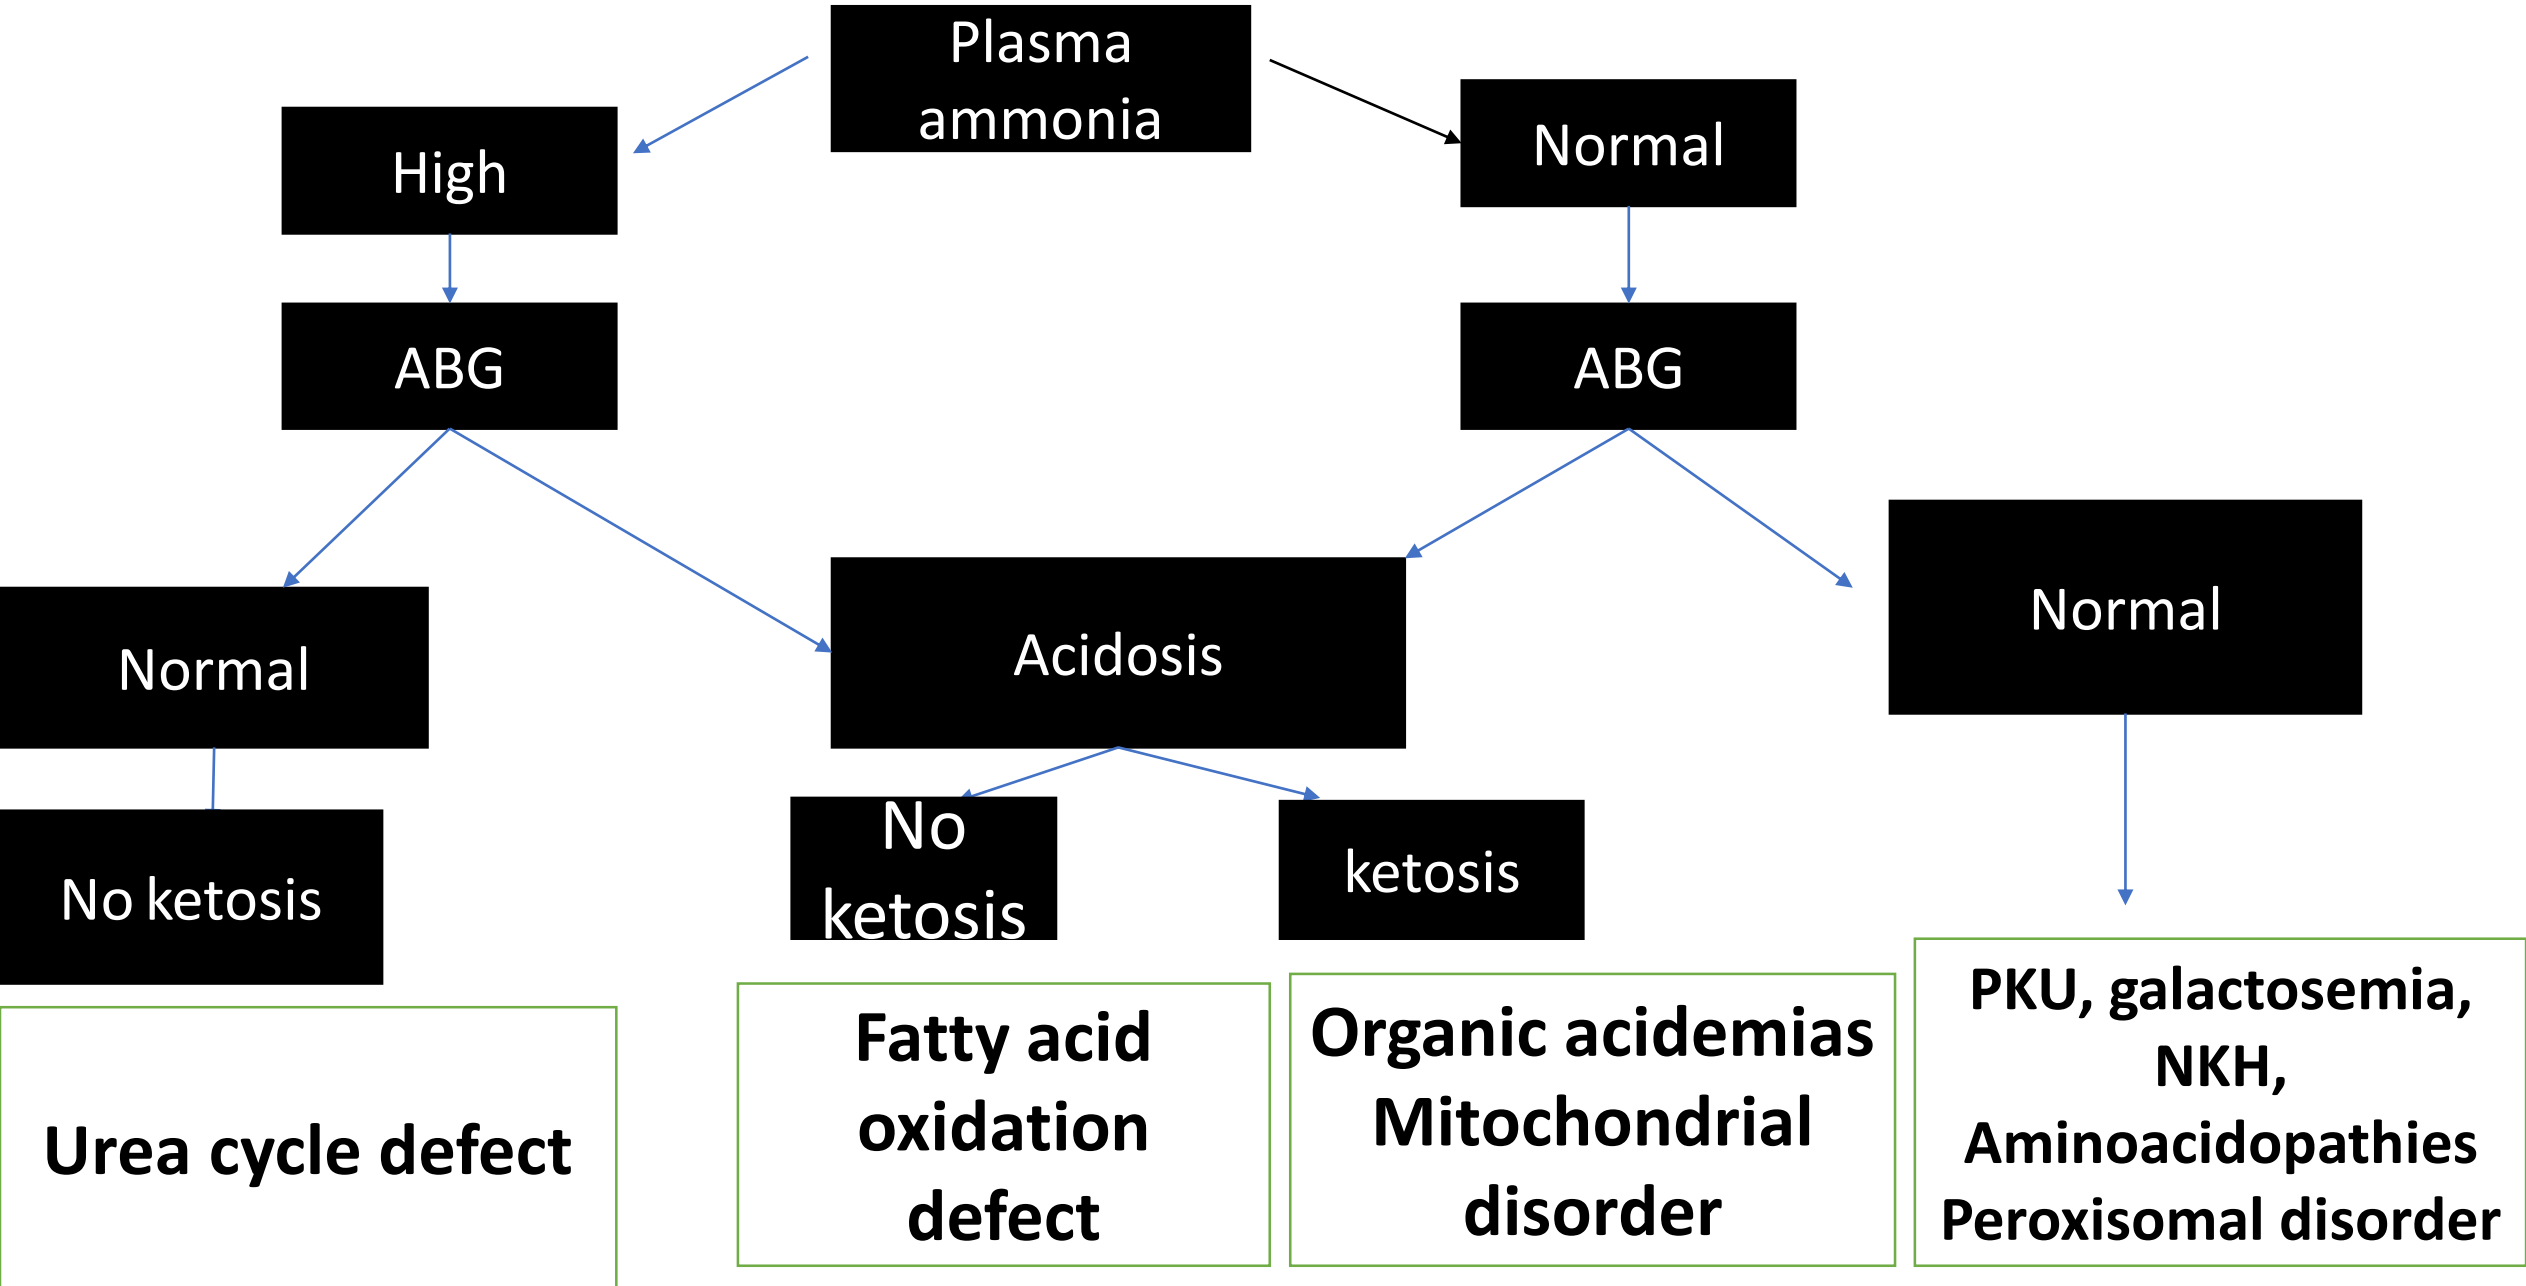 Plasma
ammonia
High
Normal
ABG
ABG
Normal
Acidosis
Normal
No ketosis
No
ketosis
ketosis
Urea cycle defect
Fatty acid
oxidation
defect
Organic acidemias
Mitochondrial
disorder
PKU, galactosemia,
NKH,
Aminoacidopathies
Peroxisomal disorder